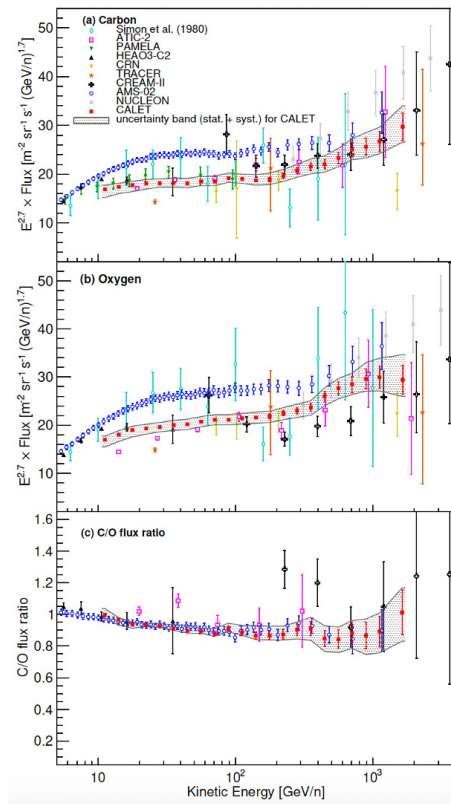 (a) Carbon
Simon et al. (1980)
ATIC-2
PAMELA
HEAO3-C2
CRN
TRACER
CREAM-II
AMS-02
NUCLEON
CALET
uncertainty band (stat. + syst.) for CALET
E^2.7 × Flux [m^-2 sr^-1 s^-1 (GeV/n)^1.7]
50
40
30
20
10
(b) Oxygen
E^2.7 × Flux [m^-2 sr^-1 s^-1 (GeV/n)^1.7]
50
40
30
20
10
(c) C/O flux ratio
C/O flux ratio
1.6
1.4
1.2
1.0
0.8
0.6
0.4
0.2
10 10^2 10^3
Kinetic Energy [GeV/n]